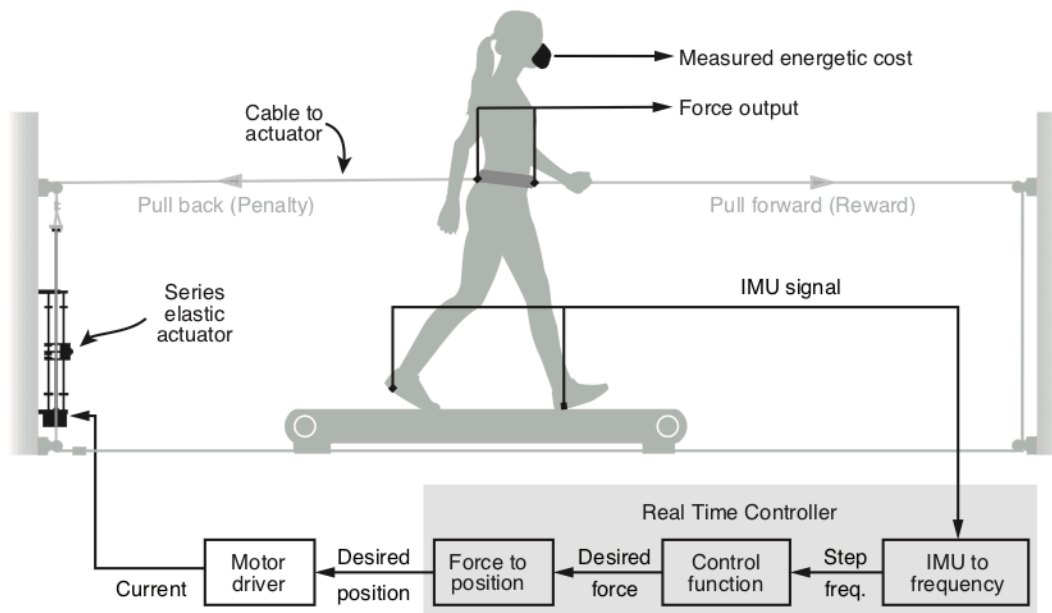 Measured energetic cost
Force output
Cable to
actuator
Pull back (Penalty)
Pull forward (Reward)
Series
elastic
actuator
IMU signal
Real Time Controller
Current
Motor
driver
Desired
position
Force to
position
Desired
force
Control
function
Step
freq.
IMU to
frequency